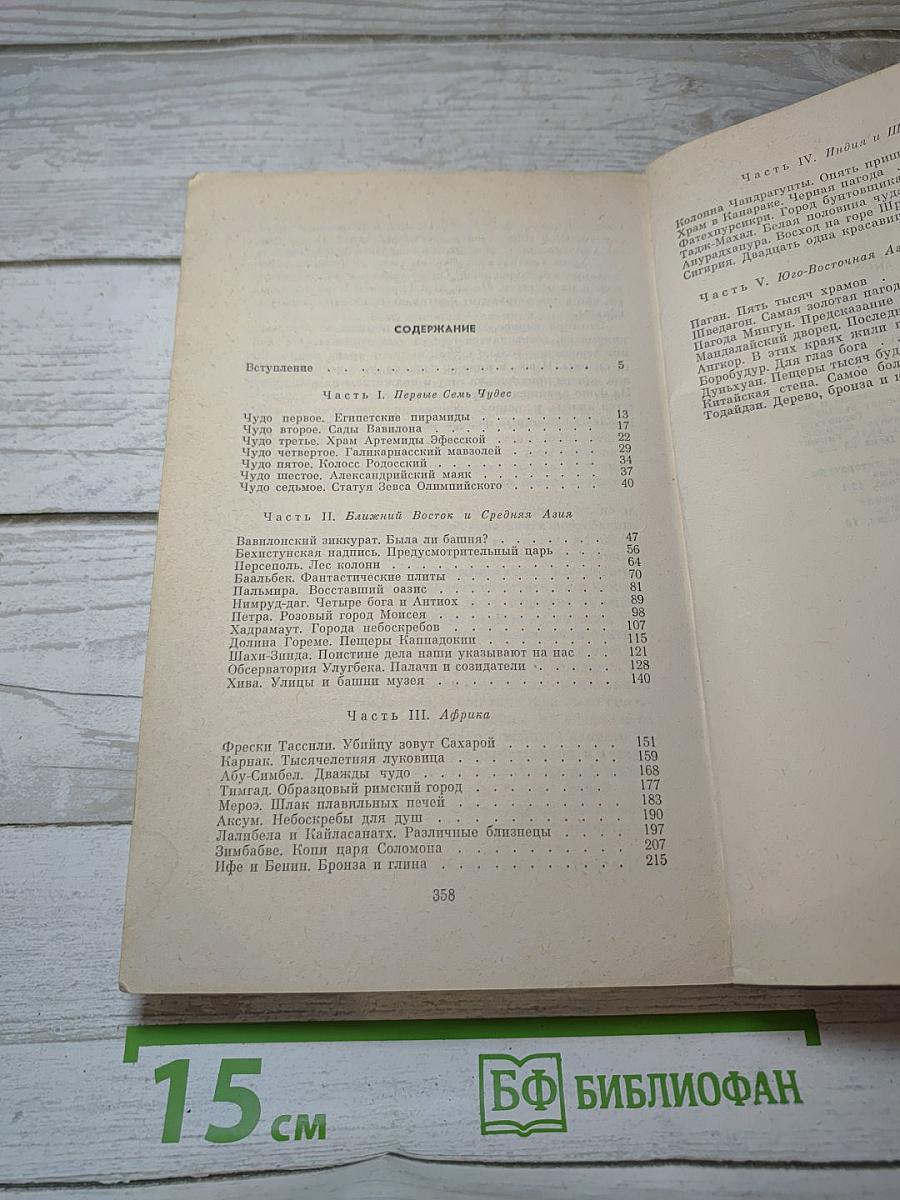 СОДЕРЖАНИЕ
Вступление . . . . . . . . . . . . . . . . . 5
Часть I. Первые Семь Чудес
Чудо первое. Египетские пирамиды . . . . . . . . 13
Чудо второе. Сады Вавилона . . . . . . . . . . 17
Чудо третье. Храм Артемиды Эфесской . . . . . . . 22
Чудо четвертое. Галикарнасский мавзолей . . . . . . 29
Чудо пятое. Колосс Родосский . . . . . . . . . . 34
Чудо шестое. Александрийский маяк . . . . . . . . 37
Чудо седьмое. Статуя Зевса Олимпийского . . . . . . 40
Часть II. Ближний Восток и Средняя Азия
Вавилонский зиккурат. Была ли башня? . . . . . . . 47
Бехистунская надпись. Предусмотрительный царь . . . 56
Персеполь. Лес колонн . . . . . . . . . . . . 64
Баальбек. Фантастические плиты . . . . . . . . . 70
Пальмира. Восставший оазис . . . . . . . . . . 81
Нимруд-даг. Четыре бога и Антиох . . . . . . . . 89
Петра. Розовый город Моисея . . . . . . . . . . 98
Хадрамаут. Города небоскребов . . . . . . . . . 107
Долина Гореме. Пещеры Каппадокии . . . . . . . . 115
Шахи-Зинда. Поистине дела наши указывают на нас . . 121
Обсерватория Улугбека. Палачи и созидатели . . . . . 128
Хива. Улицы и башни музея . . . . . . . . . . . 140
Часть III. Африка
Фрески Тассили. Убийцу зовут Сахарой . . . . . . . 151
Карнак. Тысячелетняя луковица . . . . . . . . . 159
Абу-Симбел. Дважды чудо . . . . . . . . . . . 168
Тимгад. Образцовый римский город . . . . . . . . 177
Мероэ. Шлак плавильных печей . . . . . . . . . 183
Аксум. Небоскребы для душ . . . . . . . . . . 190
Лалибела и Кайласанатх. Различные близнецы . . . . 197
Зимбабве. Копи царя Соломона . . . . . . . . . 207
Ифе и Бенин. Бронза и глина . . . . . . . . . . 215
358
Часть IV. Индия и
Колонна Чандрагупты. Опять
Храм в Канараке. Черная пагода
Фатехпурсикри. Город бунтовщика
Тадж-Махал. Белая половина
Анурадхапура. Восход на горе
Сигирия. Двадцать одна
Часть V. Юго-Восточная
Паган. Пять тысяч храмов
Шведагон. Самая золотая
Пагода Мингун. Предсказание
Мандалайский дворец.
Ангкор. В этих краях жили
Боробудур. Для глаз бога
Дуньхуан. Пещеры тысяч
Китайская стена. Самое
Тодайдзи. Дерево, бронза и
15 см
БФ БИБЛИОФАН